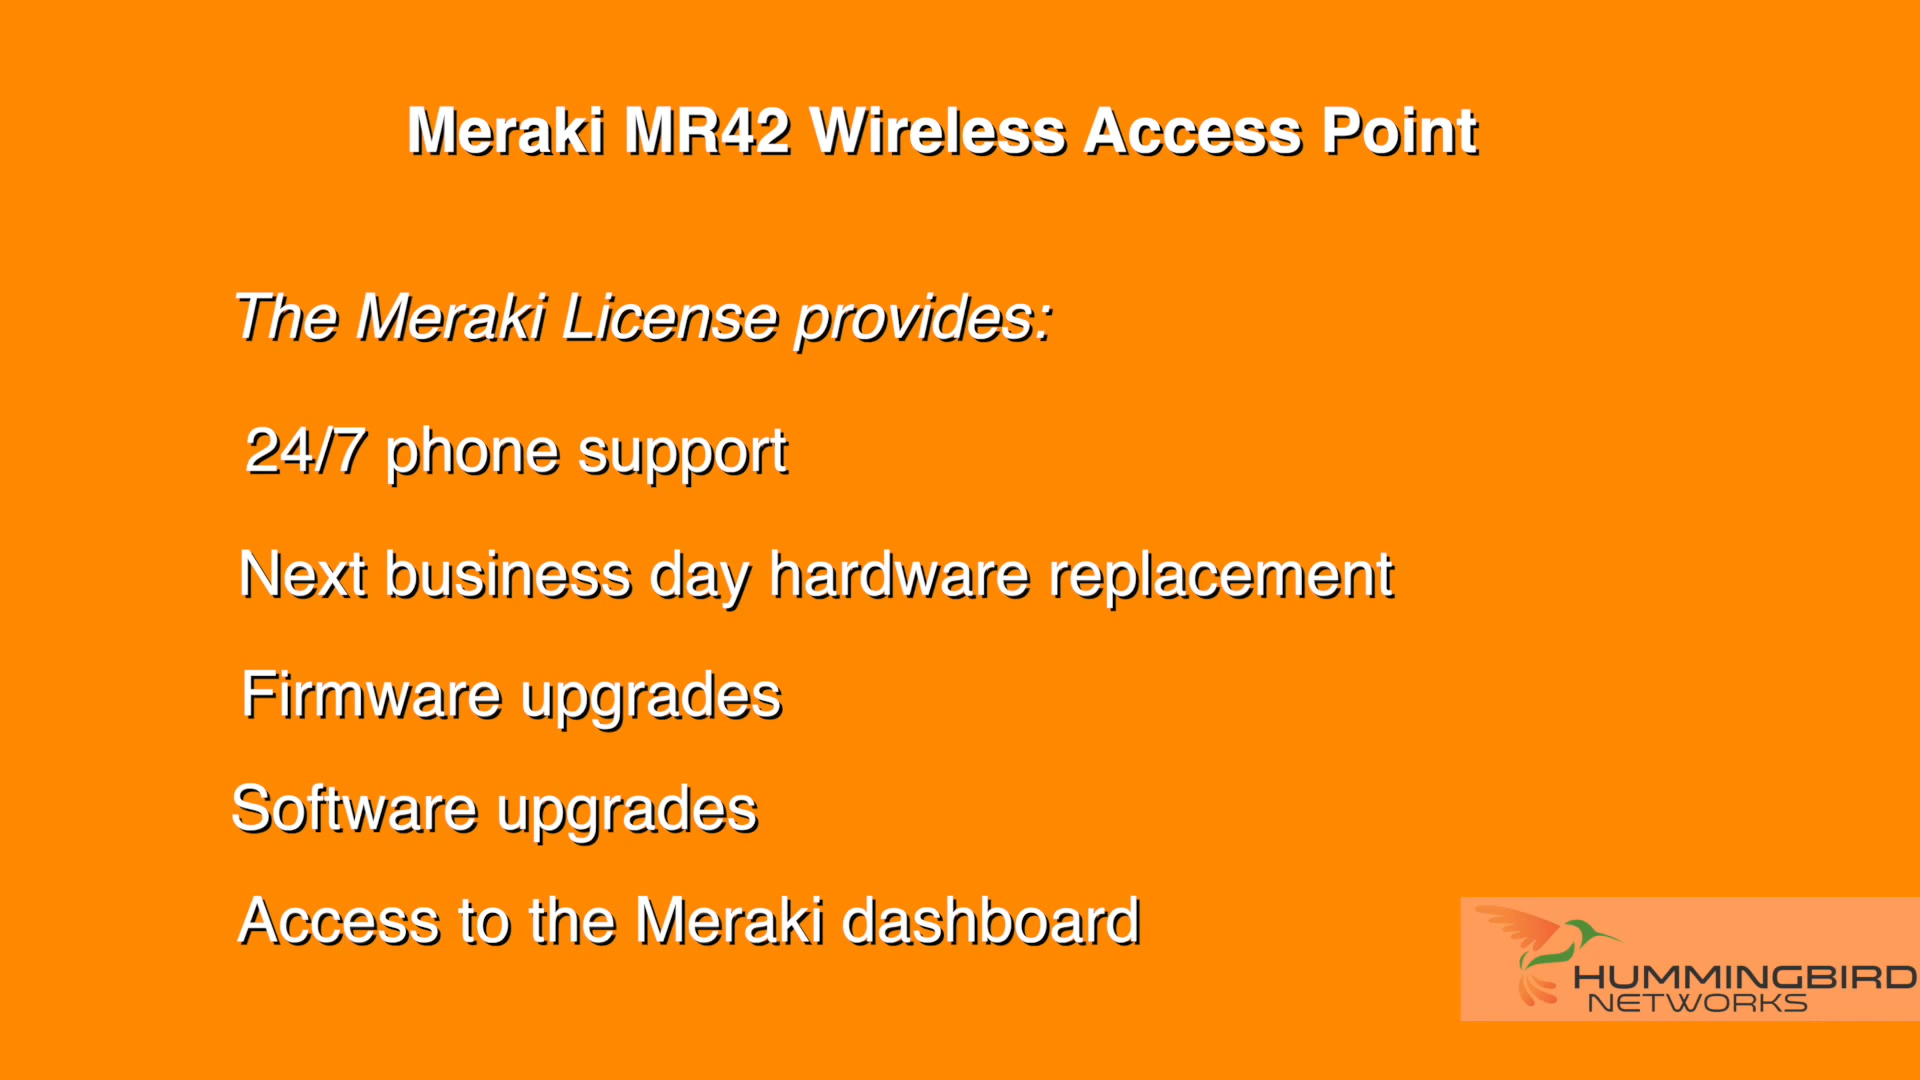 Meraki MR42 Wireless Access Point
The Meraki License provides:
24/7 phone support
Next business day hardware replacement
Firmware upgrades
Software upgrades
Access to the Meraki dashboard
HUMMINGBIRD
NETWORKS